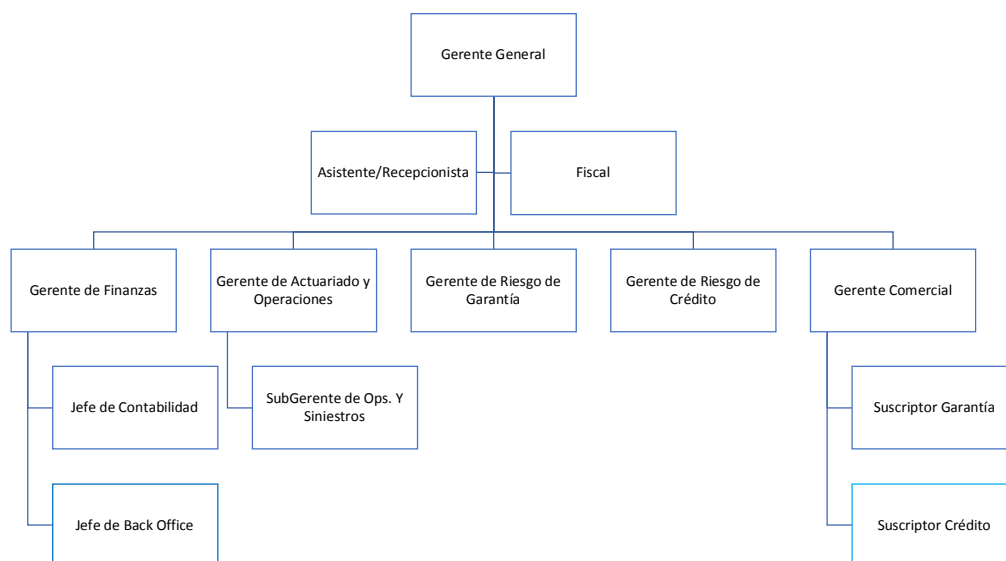 Gerente General
Asistente/Recepcionista
Fiscal
Gerente de Finanzas
Gerente de Actuariado y
Operaciones
Gerente de Riesgo de
Garantía
Gerente de Riesgo de
Crédito
Gerente Comercial
Jefe de Contabilidad
SubGerente de Ops. Y
Siniestros
Suscriptor Garantía
Jefe de Back Office
Suscriptor Crédito